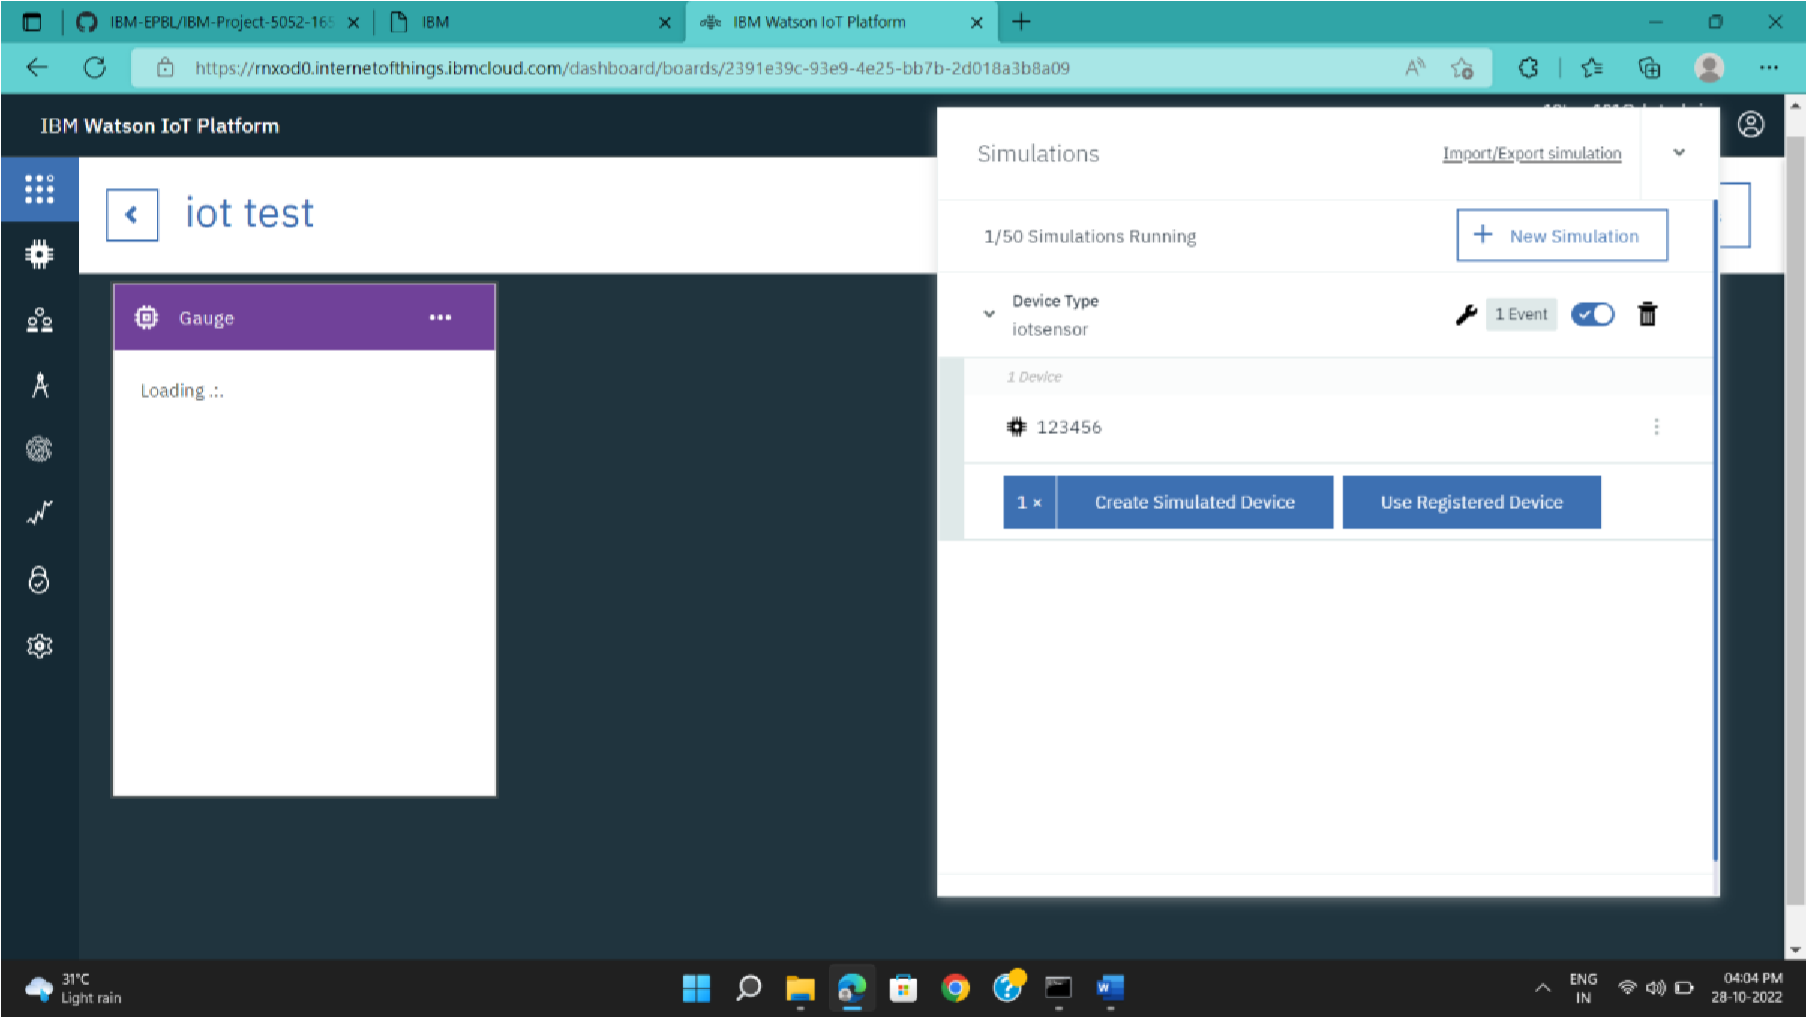 IBM-EPBL/IBM-Project-5052-165
IBM
IBM Watson IoT Platform
https://rnxod0.internetofthings.ibmcloud.com/dashboard/boards/2391e39c-93e9-4e25-bb7b-2d018a3b8a09
IBM Watson IoT Platform
iot test
Gauge
Loading
Simulations
Import/Export simulation
1/50 Simulations Running
+ New Simulation
Device Type
iotsensor
1 Event
1 Device
123456
1 ×
Create Simulated Device
Use Registered Device
31°C
Light rain
ENG
IN
04:04 PM
28-10-2022